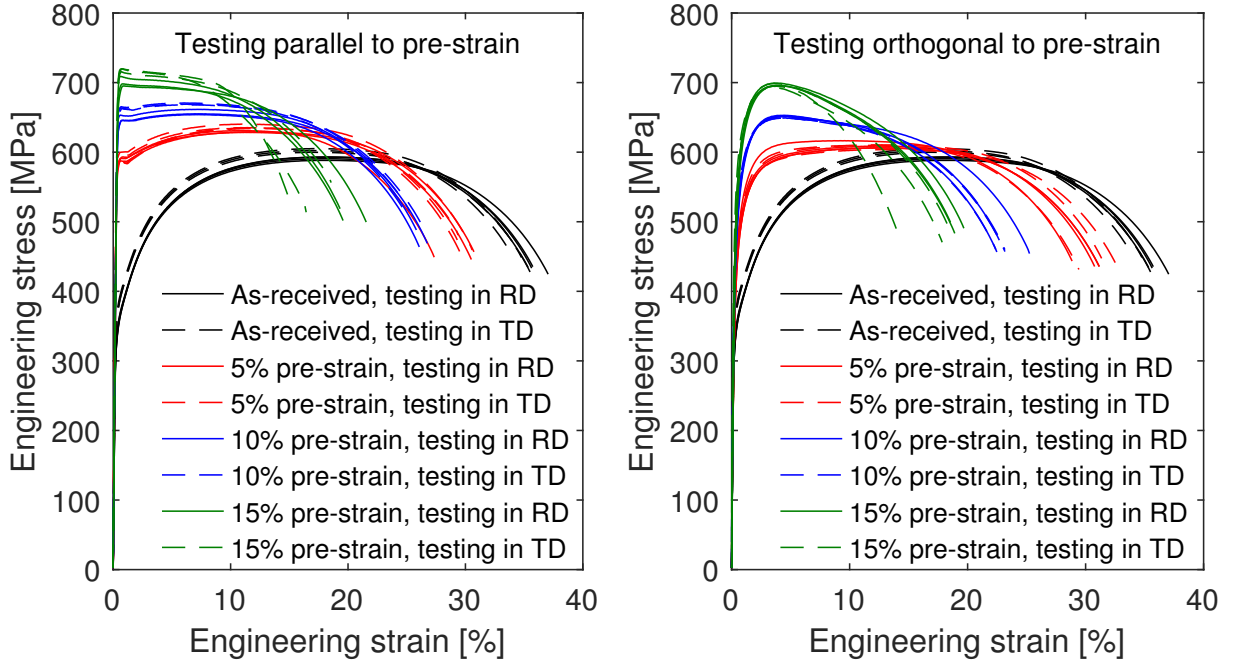 Testing parallel to pre-strain
800
700
600
500
400
300
200
100
0
Engineering stress [MPa]
As-received, testing in RD
As-received, testing in TD
5% pre-strain, testing in RD
5% pre-strain, testing in TD
10% pre-strain, testing in RD
10% pre-strain, testing in TD
15% pre-strain, testing in RD
15% pre-strain, testing in TD
0 10 20 30 40
Engineering strain [%]
Testing orthogonal to pre-strain
800
700
600
500
400
300
200
100
0
Engineering stress [MPa]
As-received, testing in RD
As-received, testing in TD
5% pre-strain, testing in RD
5% pre-strain, testing in TD
10% pre-strain, testing in RD
10% pre-strain, testing in TD
15% pre-strain, testing in RD
15% pre-strain, testing in TD
0 10 20 30 40
Engineering strain [%]